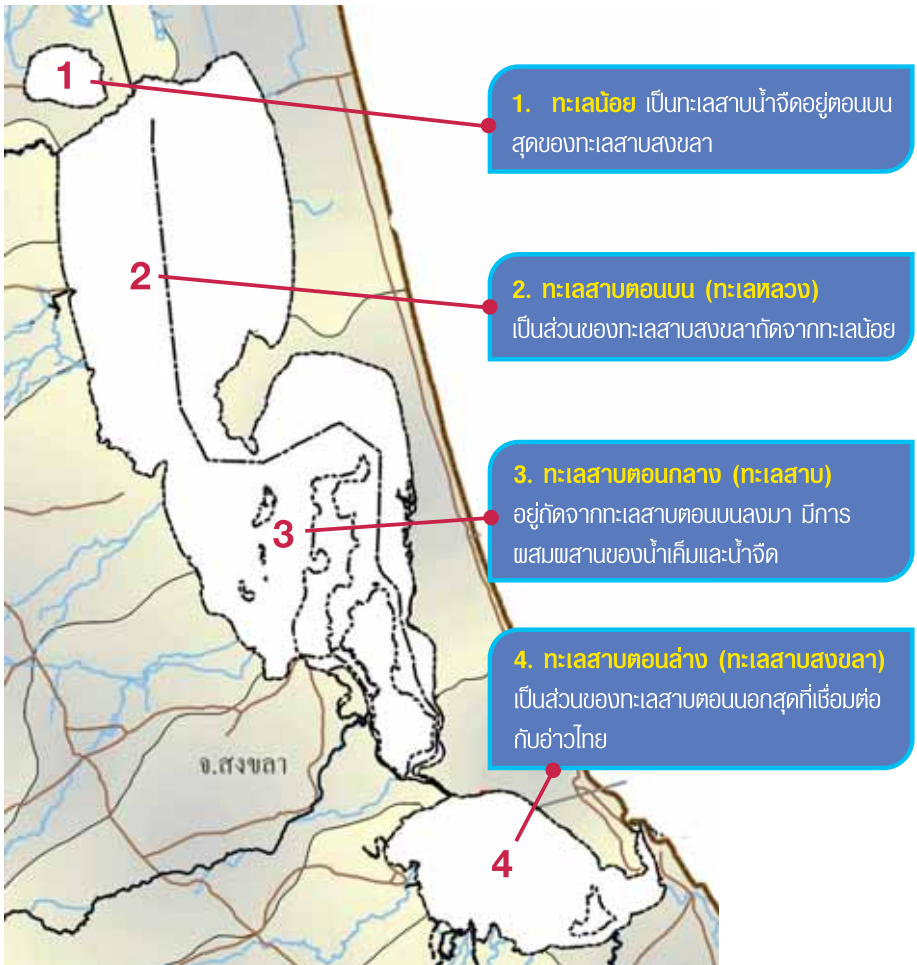 1
1. ทะเลน้อย เป็นทะเลสาบน้ำจืดอยู่ตอนบน
สุดของทะเลสาบสงขลา
2
2. ทะเลสาบตอนบน (ทะเลหลวง)
เป็นส่วนของทะเลสาบสงขลาถัดจากทะเลน้อย
3
3. ทะเลสาบตอนกลาง (ทะเลสาบ)
อยู่ถัดจากทะเลสาบตอนบนลงมา มีการ
ผสมผสานของน้ำเค็มและน้ำจืด
4. ทะเลสาบตอนล่าง (ทะเลสาบสงขลา)
เป็นส่วนของทะเลสาบตอนนอกสุดที่เชื่อมต่อ
กับอ่าวไทย
จ.สงขลา
4